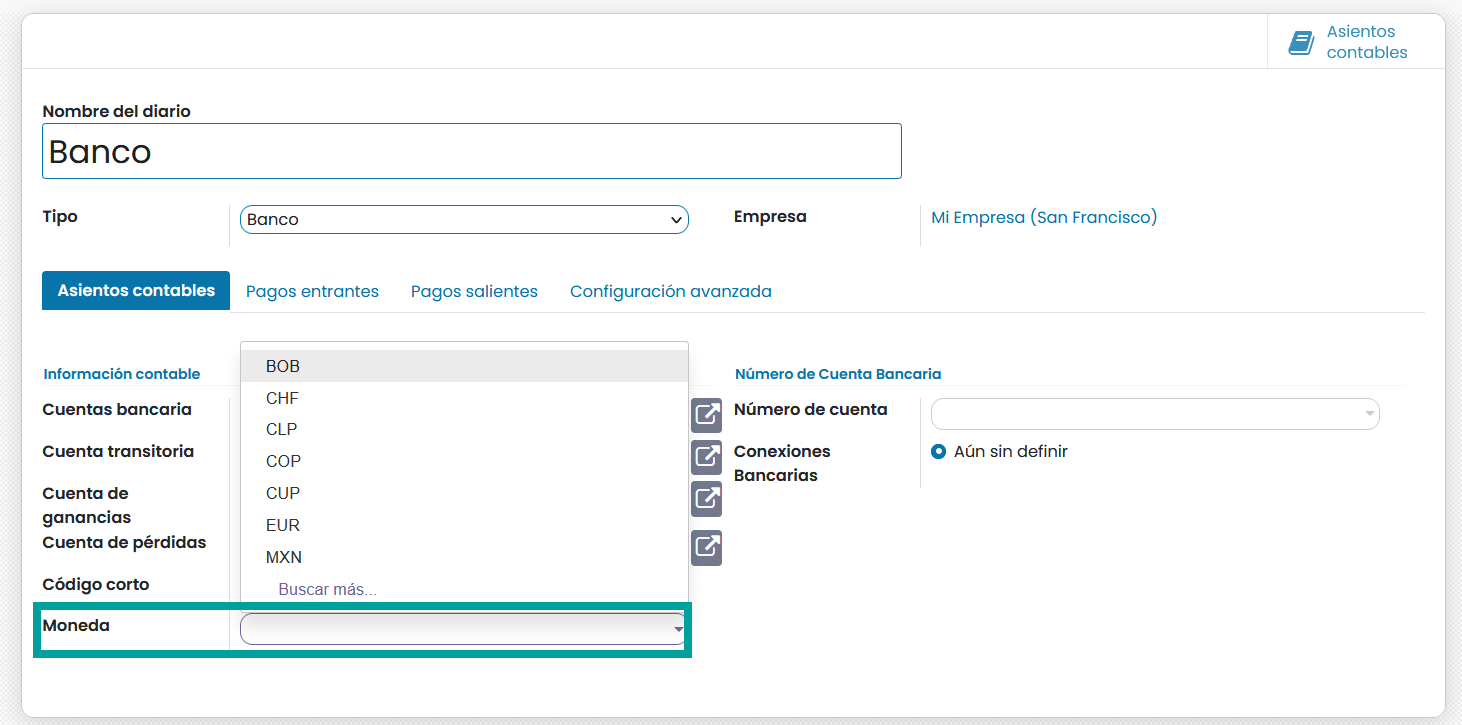 Asientos
contables
Nombre del diario
Banco
Tipo
Banco
Empresa
Mi Empresa (San Francisco)
Asientos contables
Pagos entrantes
Pagos salientes
Configuración avanzada
Información contable
Cuentas bancaria
Cuenta transitoria
Cuenta de
ganancias
Cuenta de pérdidas
Código corto
Moneda
BOB
CHF
CLP
COP
CUP
EUR
MXN
Buscar más...
Número de Cuenta Bancaria
Número de cuenta
Conexiones
Bancarias
Aún sin definir